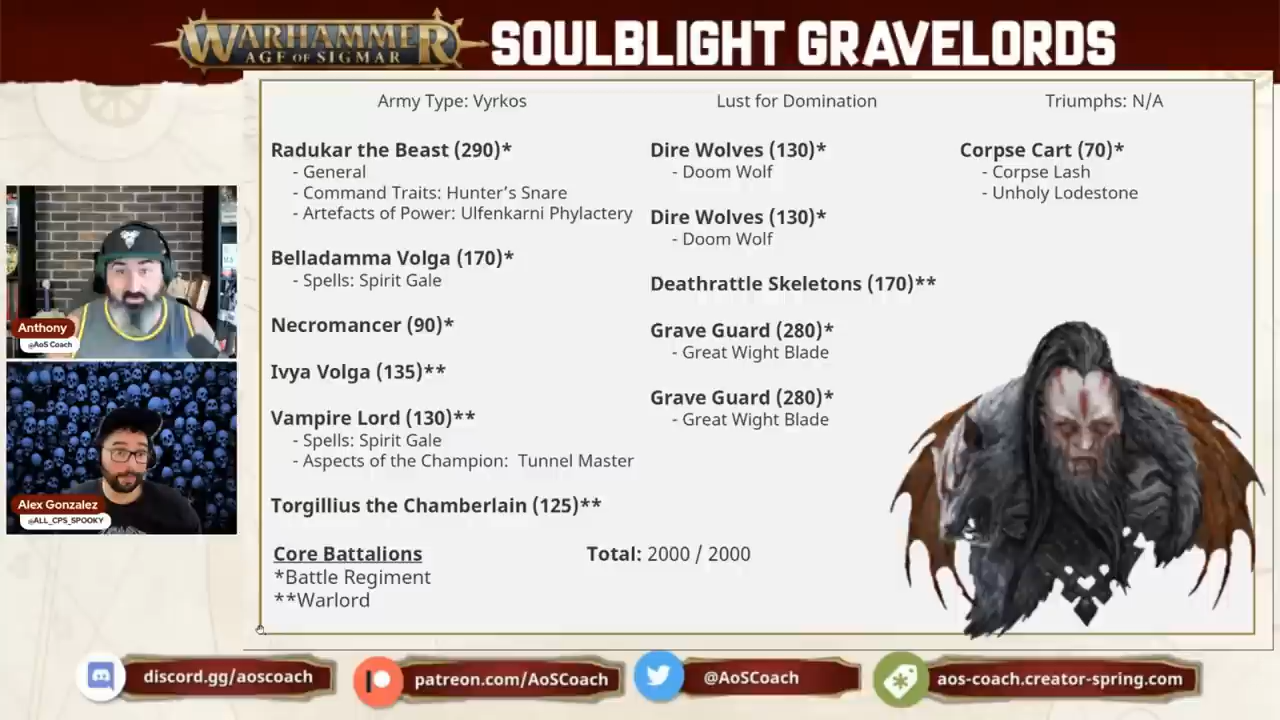 WARHAMMER
AGE OF SIGMAR
SOULBLIGHT GRAVELORDS
Army Type: Vyrkos
Lust for Domination
Triumphs: N/A
Radukar the Beast (290)*
- General
- Command Traits: Hunter's Snare
- Artefacts of Power: Ulfenkarni Phylactery
Belladamma Volga (170)*
- Spells: Spirit Gale
Necromancer (90)*
Ivya Volga (135)**
Vampire Lord (130)**
- Spells: Spirit Gale
- Aspects of the Champion: Tunnel Master
Torgillius the Chamberlain (125)**
Dire Wolves (130)*
- Doom Wolf
Dire Wolves (130)*
- Doom Wolf
Deathrattle Skeletons (170)**
Grave Guard (280)*
- Great Wight Blade
Grave Guard (280)*
- Great Wight Blade
Corpse Cart (70)*
- Corpse Lash
- Unholy Lodestone
Core Battalions
*Battle Regiment
**Warlord
Total: 2000 / 2000
Anthony
@AoS Coach
Alex Gonzalez
@ALL_CPS_SPOOKY
discord.gg/aoscoach
patreon.com/AoSCoach
@AoSCoach
aos-coach.creator-spring.com